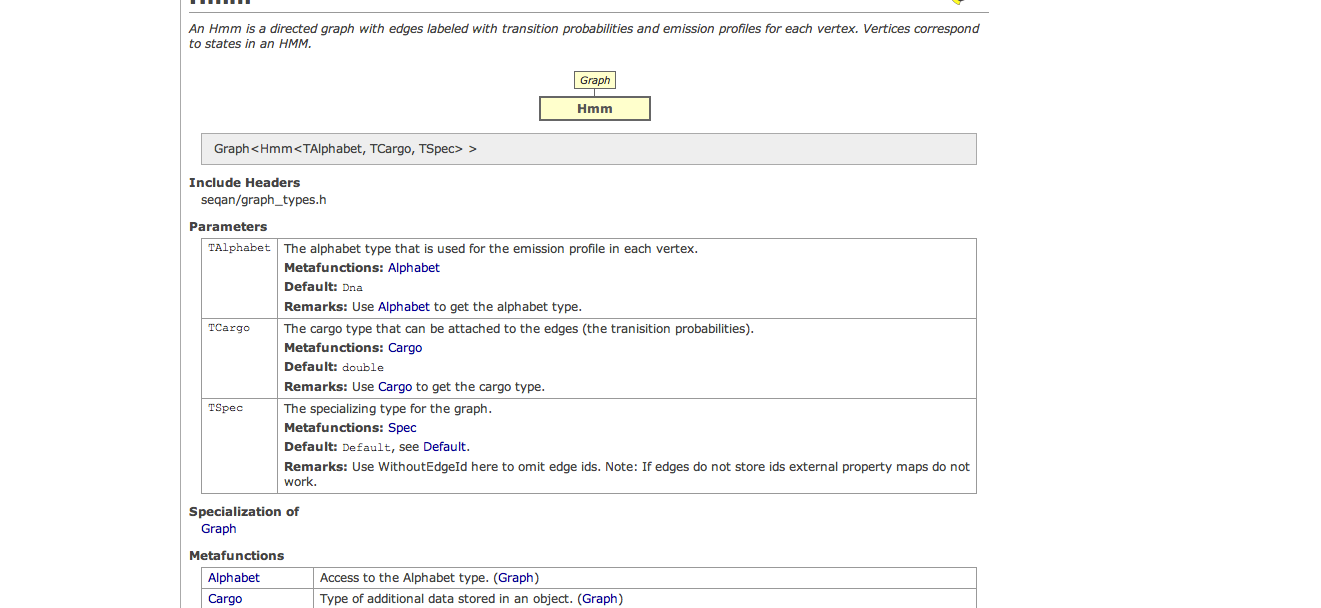 Hmm
An Hmm is a directed graph with edges labeled with transition probabilities and emission profiles for each vertex. Vertices correspond
to states in an HMM.
Graph
Hmm
Graph<Hmm<TAlphabet, TCargo, TSpec> >
Include Headers
seqan/graph_types.h
Parameters
TAlphabet The alphabet type that is used for the emission profile in each vertex.
Metafunctions: Alphabet
Default: Dna
Remarks: Use Alphabet to get the alphabet type.
TCargo The cargo type that can be attached to the edges (the tranisition probabilities).
Metafunctions: Cargo
Default: double
Remarks: Use Cargo to get the cargo type.
TSpec The specializing type for the graph.
Metafunctions: Spec
Default: Default, see Default.
Remarks: Use WithoutEdgeId here to omit edge ids. Note: If edges do not store ids external property maps do not
work.
Specialization of
Graph
Metafunctions
Alphabet Access to the Alphabet type. (Graph)
Cargo Type of additional data stored in an object. (Graph)